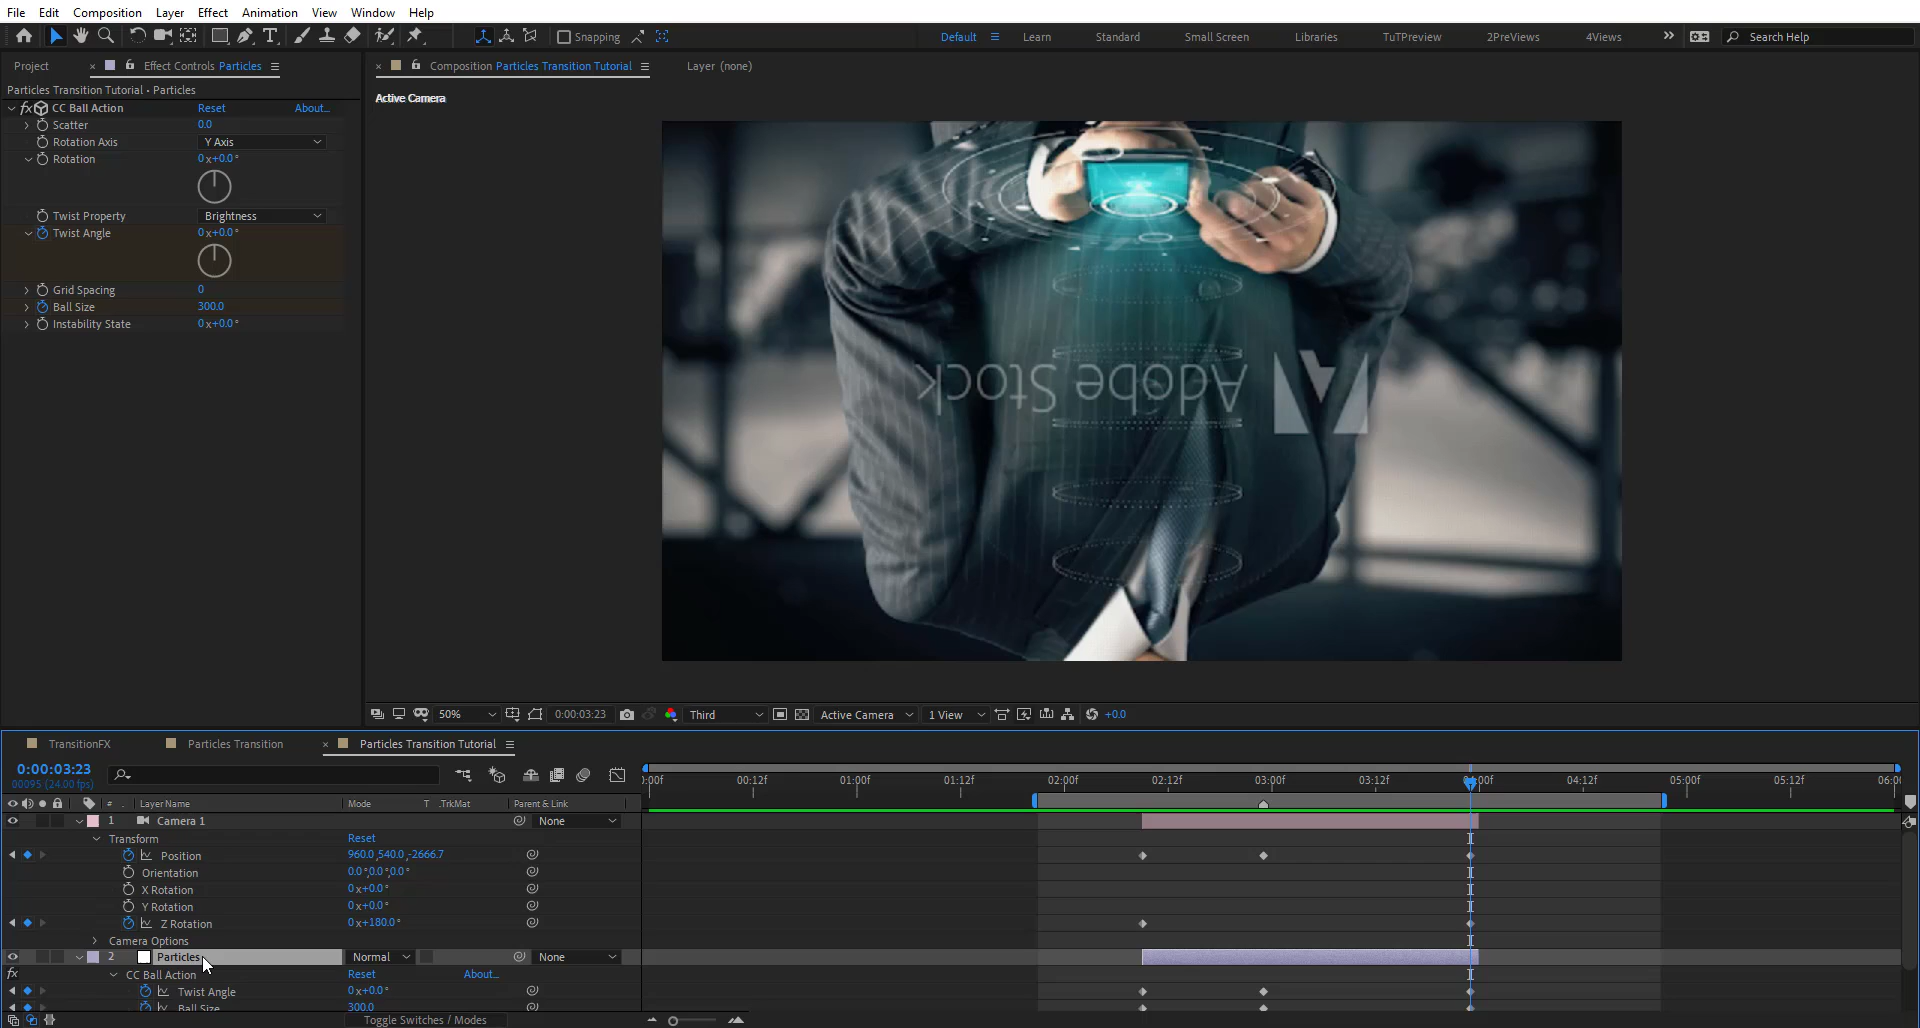 File Edit Composition Layer Effect Animation View Window Help
Snapping Default Learn Standard Small Screen Libraries TuTPreview 2PreViews 4Views Search Help
Project Effect Controls Particles Composition Particles Transition Tutorial Layer (none)
Particles Transition Tutorial • Particles
fx CC Ball Action Reset About...
Scatter 0.0
Rotation Axis Y Axis
Rotation 0x+0.0°
Twist Property Brightness
Twist Angle 0x+0.0°
Grid Spacing 0
Ball Size 300.0
Instability State 0x+0.0°
Active Camera
Adobe Stock
50% 0:00:03:23 Third Active Camera 1 View +0.0
TransitionFX Particles Transition Particles Transition Tutorial
0:00:03:23
00095 (24.00 fps)
:00f 00:12f 01:00f 01:12f 02:00f 02:12f 03:00f 03:12f 04:00f 04:12f 05:00f 05:12f 06:00
# Layer Name Mode T .TrkMat Parent & Link
1 Camera 1 None
Transform Reset
Position 960.0,540.0,-2666.7
Orientation 0.0°,0.0°,0.0°
X Rotation 0x+0.0°
Y Rotation 0x+0.0°
Z Rotation 0x+180.0°
Camera Options
2 Particles Normal None
fx CC Ball Action Reset About...
Twist Angle 0x+0.0°
Ball Size 300.0
Toggle Switches / Modes